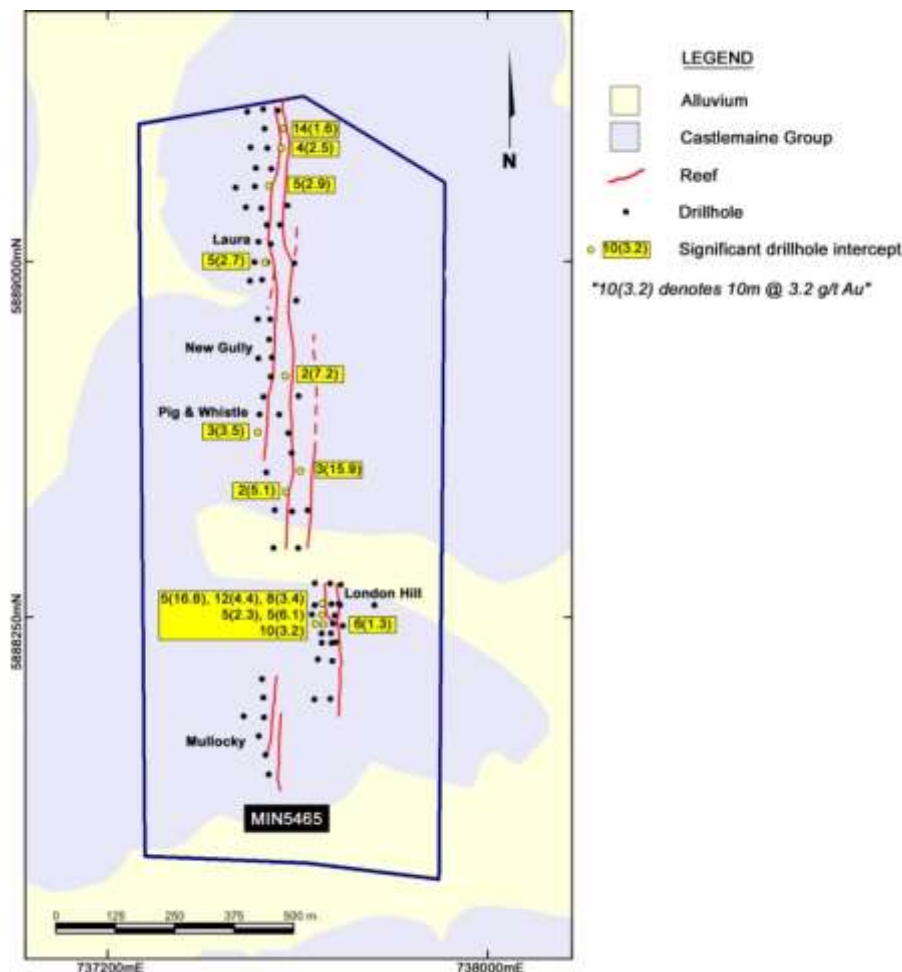 LEGEND
Alluvium
Castlemaine Group
Reef
Drillhole
10(3.2) Significant drillhole intercept
"10(3.2) denotes 10m @ 3.2 g/t Au"
N
14(1.6)
4(2.5)
5(2.9)
Laura
5(2.7)
5889000mN
New Gully
2(7.2)
Pig & Whistle
3(3.5)
3(15.9)
2(5.1)
5(16.8), 12(4.4), 8(3.4)
London Hill
5(2.3), 5(6.1)
10(3.2)
6(1.3)
5888250mN
Mullocky
MIN5465
0 125 250 375 500 m
737200mE
738000mE